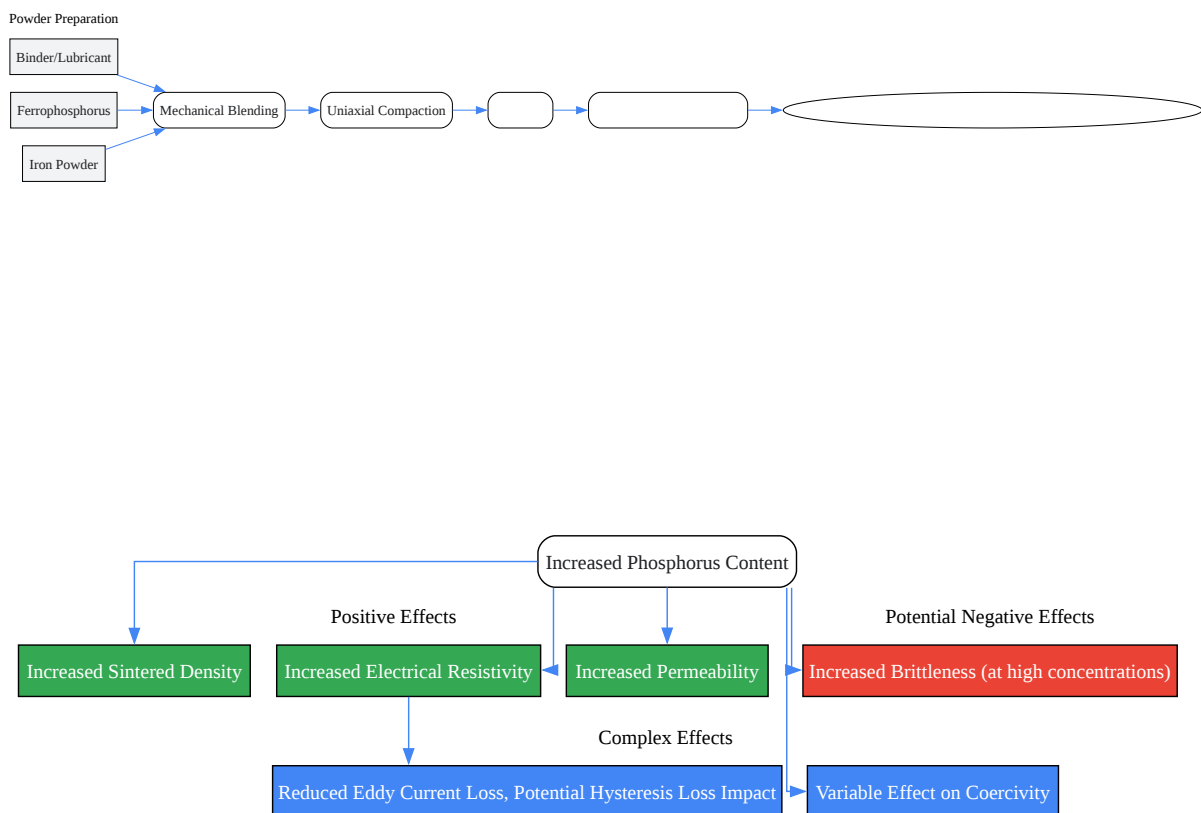 Powder Preparation
Binder/Lubricant
Ferrophosphorus
Mechanical Blending
Uniaxial Compaction
Iron Powder
Increased Phosphorus Content
Positive Effects
Potential Negative Effects
Increased Sintered Density
Increased Electrical Resistivity
Increased Permeability
Increased Brittleness (at high concentrations)
Complex Effects
Reduced Eddy Current Loss, Potential Hysteresis Loss Impact
Variable Effect on Coercivity